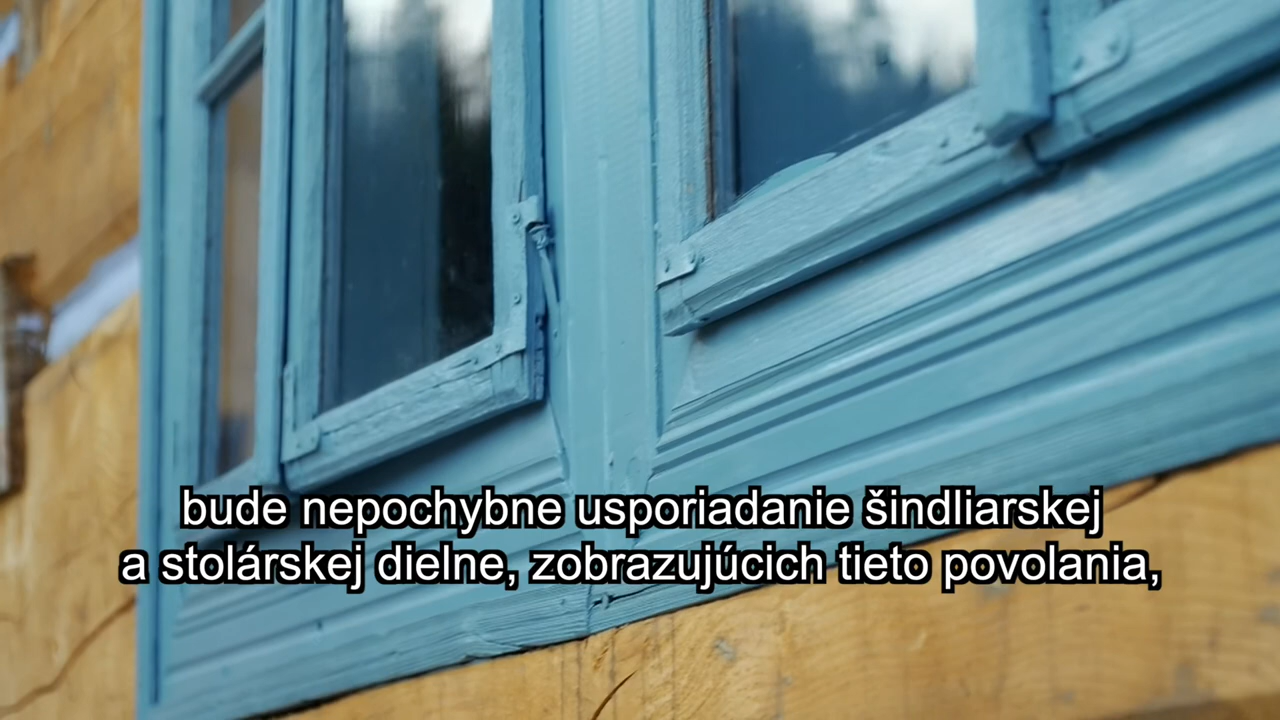 bude nepochybne usporiadanie šindliarskej
a stolárskej dielne, zobrazujúcich tieto povolania,